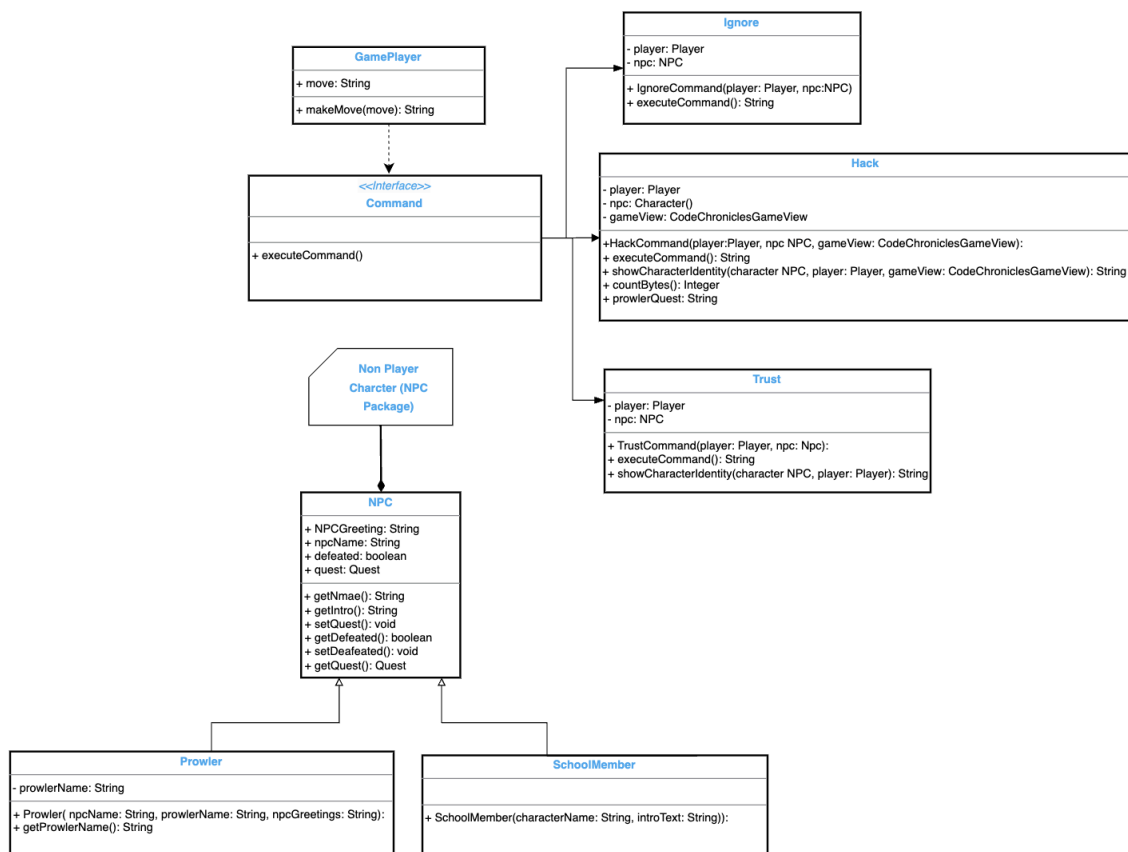 GamePlayer
+ move: String
+ makeMove(move): String
<<Interface>>
Command
+ executeCommand()
Ignore
- player: Player
- npc: NPC
+ IgnoreCommand(player: Player, npc:NPC)
+ executeCommand(): String
Hack
- player: Player
- npc: Character()
- gameView: CodeChroniclesGameView
+HackCommand(player:Player, npc NPC, gameView: CodeChroniclesGameView):
+ executeCommand(): String
+ showCharacterIdentity(character NPC, player: Player, gameView: CodeChroniclesGameView): String
+ countBytes(): Integer
+ prowlerQuest: String
Trust
- player: Player
- npc: NPC
+ TrustCommand(player: Player, npc: Npc):
+ executeCommand(): String
+ showCharacterIdentity(character NPC, player: Player): String
Non Player
Charcter (NPC
Package)
NPC
+ NPCGreeting: String
+ npcName: String
+ defeated: boolean
+ quest: Quest
+ getNmae(): String
+ getIntro(): String
+ setQuest(): void
+ getDefeated(): boolean
+ setDeafeated(): void
+ getQuest(): Quest
Prowler
- prowlerName: String
+ Prowler( npcName: String, prowlerName: String, npcGreetings: String):
+ getProwlerName(): String
SchoolMember
+ SchoolMember(characterName: String, introText: String)):